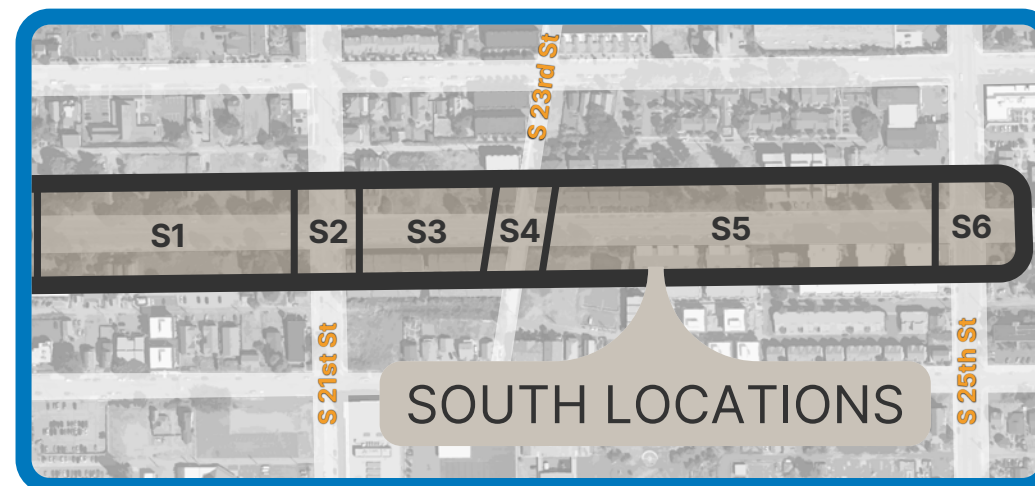 S 23rd St
S1
S2
S3
S4
S5
S6
S 21st St
S 25th St
SOUTH LOCATIONS